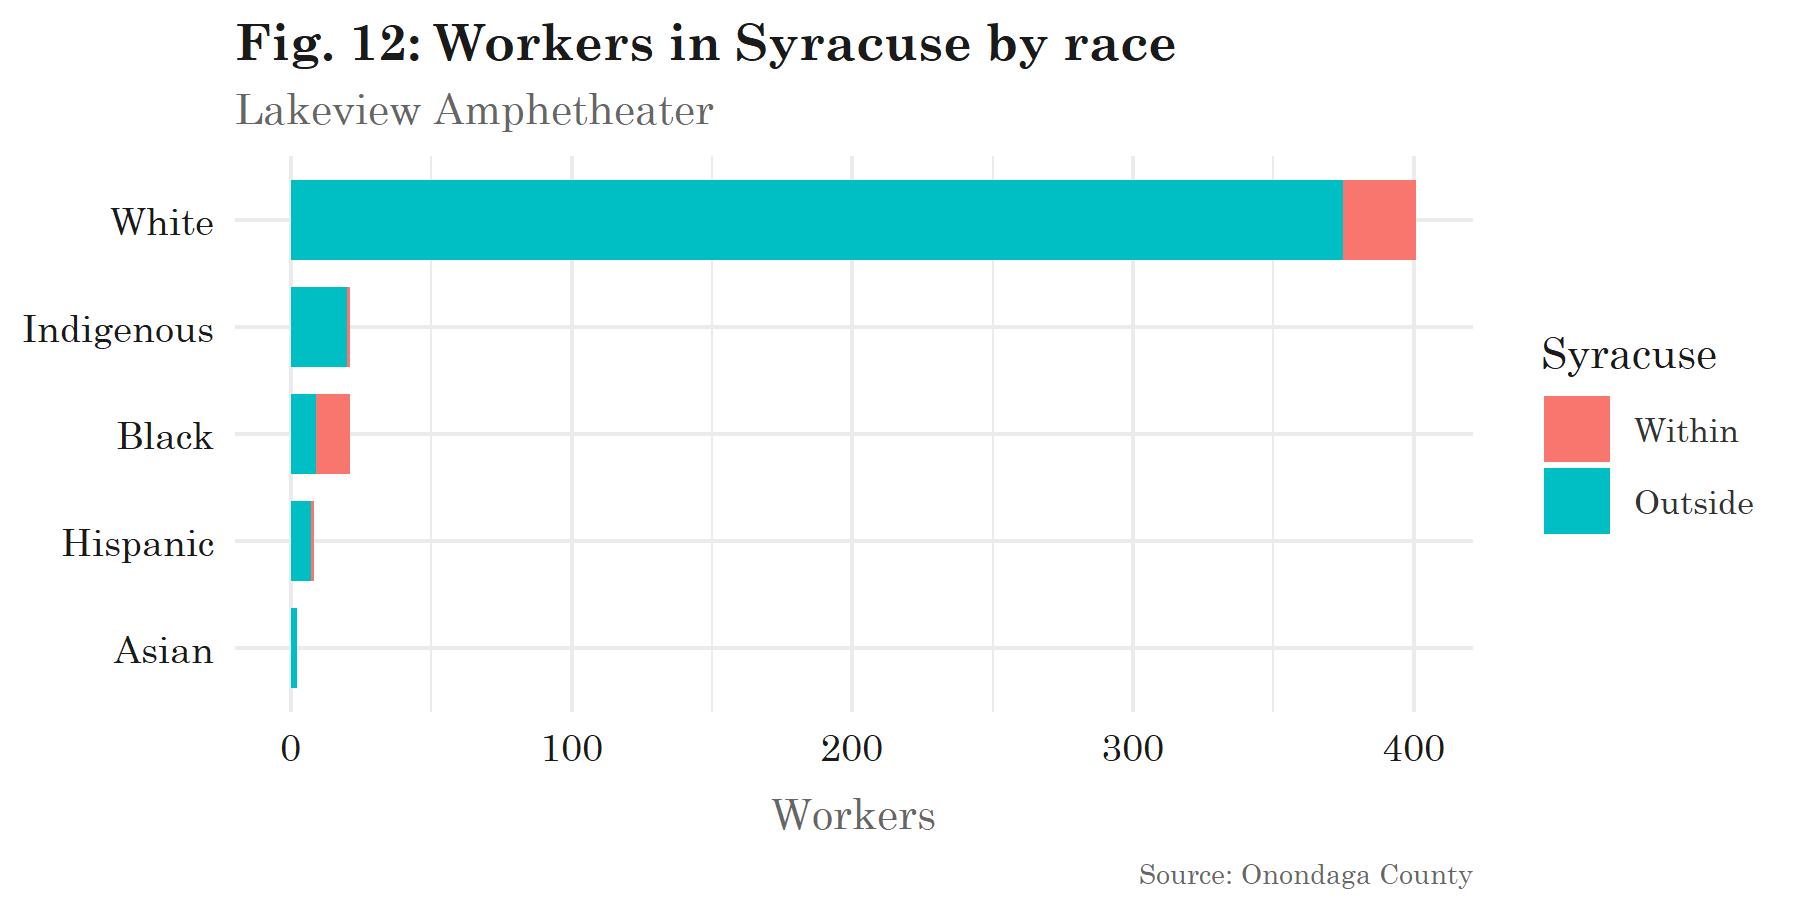 Fig. 12: Workers in Syracuse by race
Lakeview Amphetheater
White
Indigenous
Black
Hispanic
Asian
0 100 200 300 400
Workers
Syracuse
Within
Outside
Source: Onondaga County